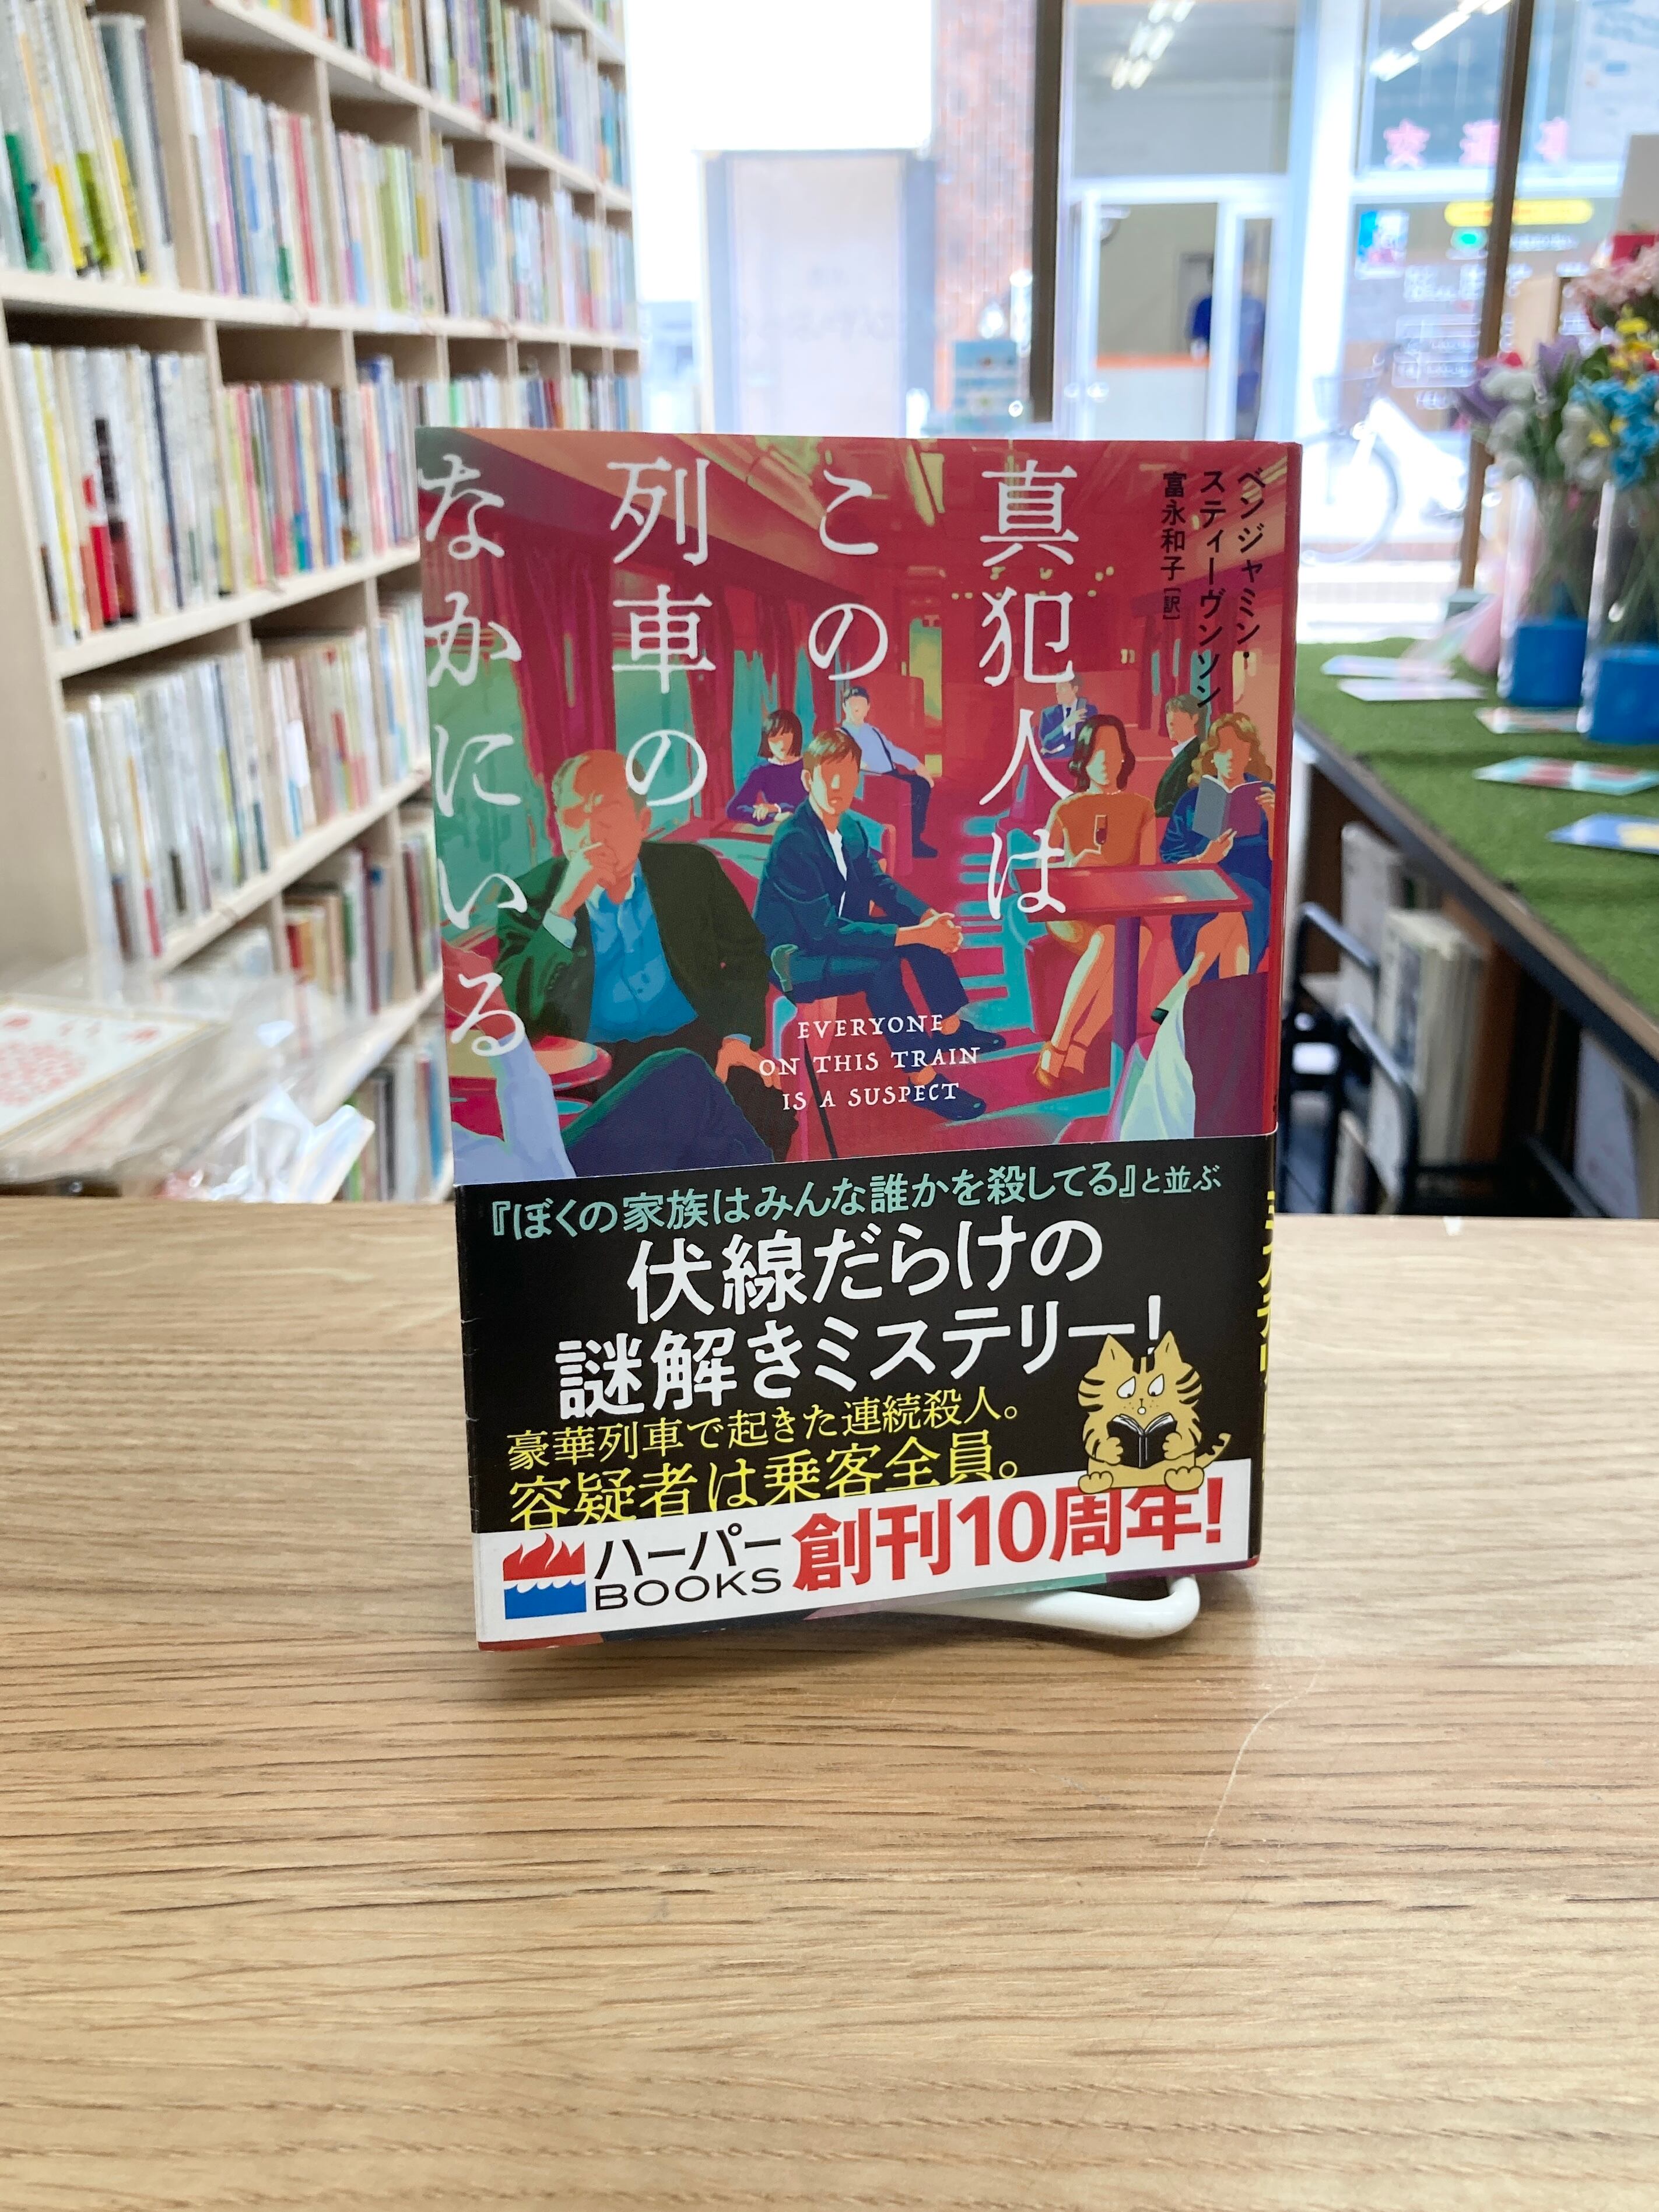 真犯人は
この
列車の
なかにいる
ベンジャミン・
スティーヴンソン
富永和子[訳]
EVERYONE
ON THIS TRAIN
IS A SUSPECT
『ぼくの家族はみんな誰かを殺してる』と並ぶ
伏線だらけの
謎解きミステリー!
豪華列車で起きた連続殺人。
容疑者は乗客全員。
ハーパー
BOOKS
創刊10周年!